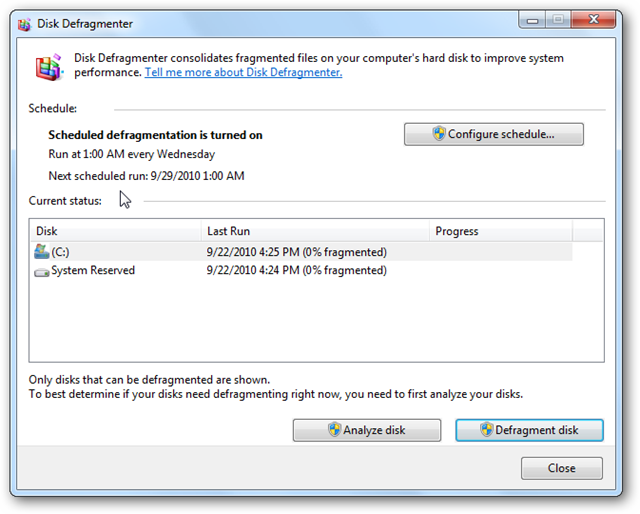 Disk Defragmenter
Disk Defragmenter consolidates fragmented files on your computer's hard disk to improve system
performance. Tell me more about Disk Defragmenter.
Schedule:
Scheduled defragmentation is turned on
Configure schedule...
Run at 1:00 AM every Wednesday
Next scheduled run: 9/29/2010 1:00 AM
Current status:
Disk Last Run Progress
(C:) 9/22/2010 4:25 PM (0% fragmented)
System Reserved 9/22/2010 4:24 PM (0% fragmented)
Only disks that can be defragmented are shown.
To best determine if your disks need defragmenting right now, you need to first analyze your disks.
Analyze disk Defragment disk
Close